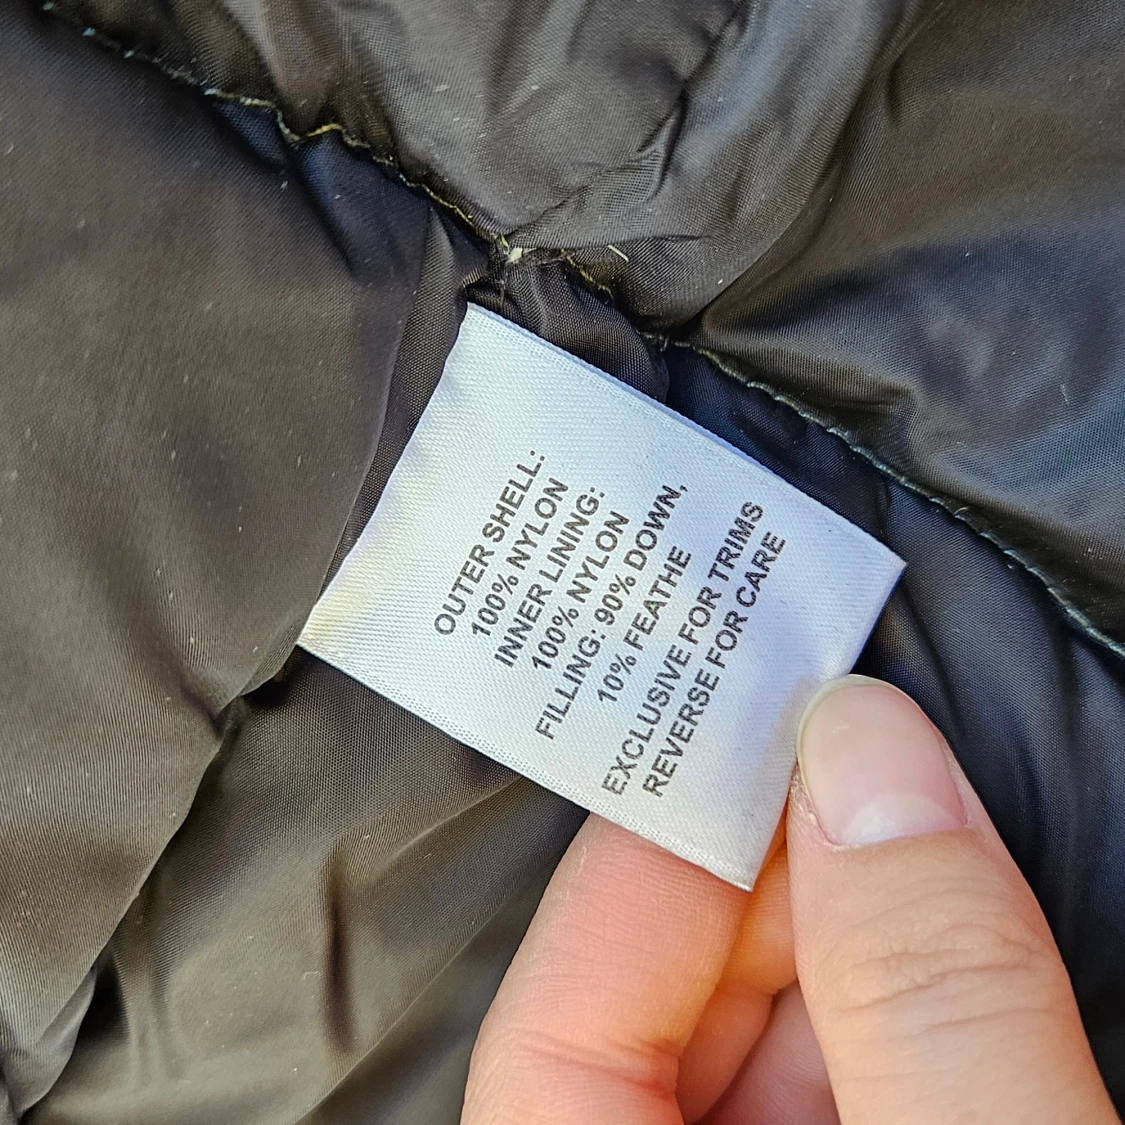 OUTER SHELL:
100% NYLON
INNER LINING:
100% NYLON
FILLING: 90% DOWN,
10% FEATHE
EXCLUSIVE FOR TRIMS
REVERSE FOR CARE